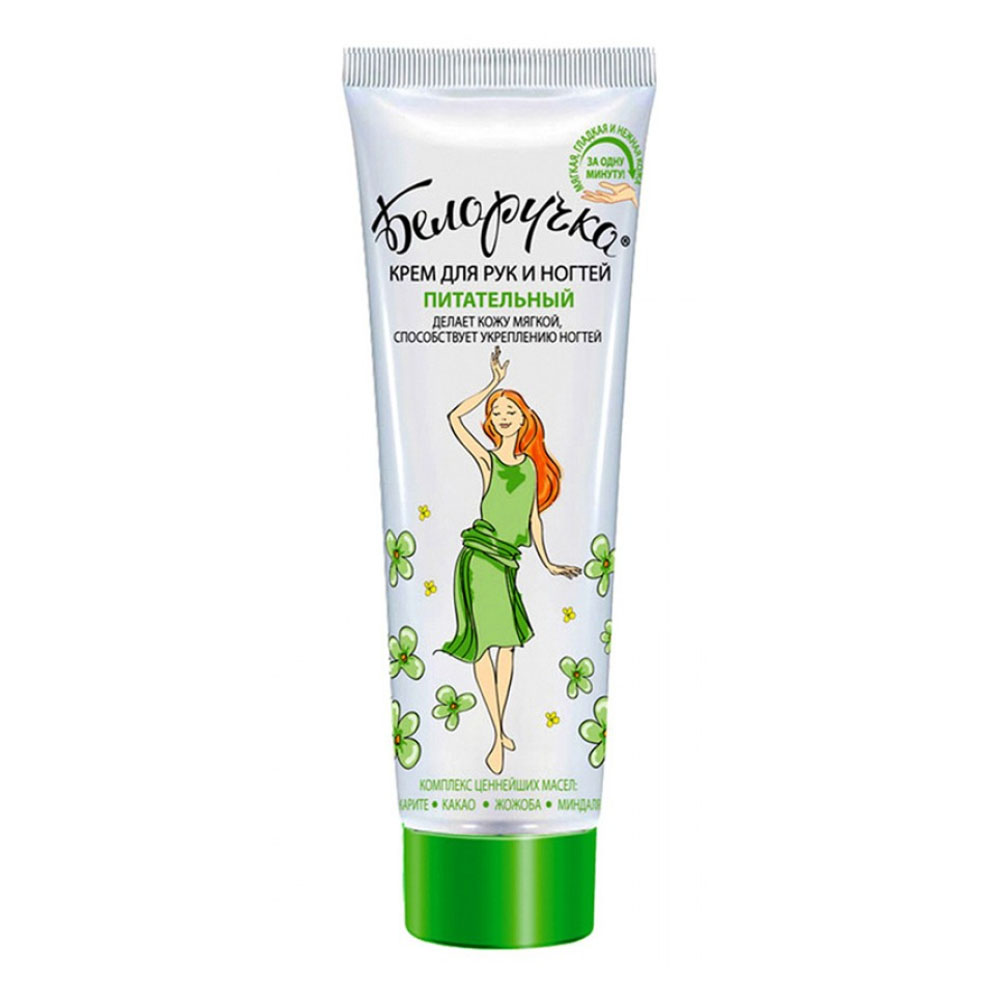 МЯГКАЯ, ГЛАДКАЯ И НЕЖНАЯ КОЖА
ЗА ОДНУ
МИНУТУ!
Белоручка®
КРЕМ ДЛЯ РУК И НОГТЕЙ
ПИТАТЕЛЬНЫЙ
ДЕЛАЕТ КОЖУ МЯГКОЙ,
СПОСОБСТВУЕТ УКРЕПЛЕНИЮ НОГТЕЙ
КОМПЛЕКС ЦЕННЕЙШИХ МАСЕЛ:
КАРИТЕ • КАКАО • ЖОЖОБА • МИНДАЛЯ